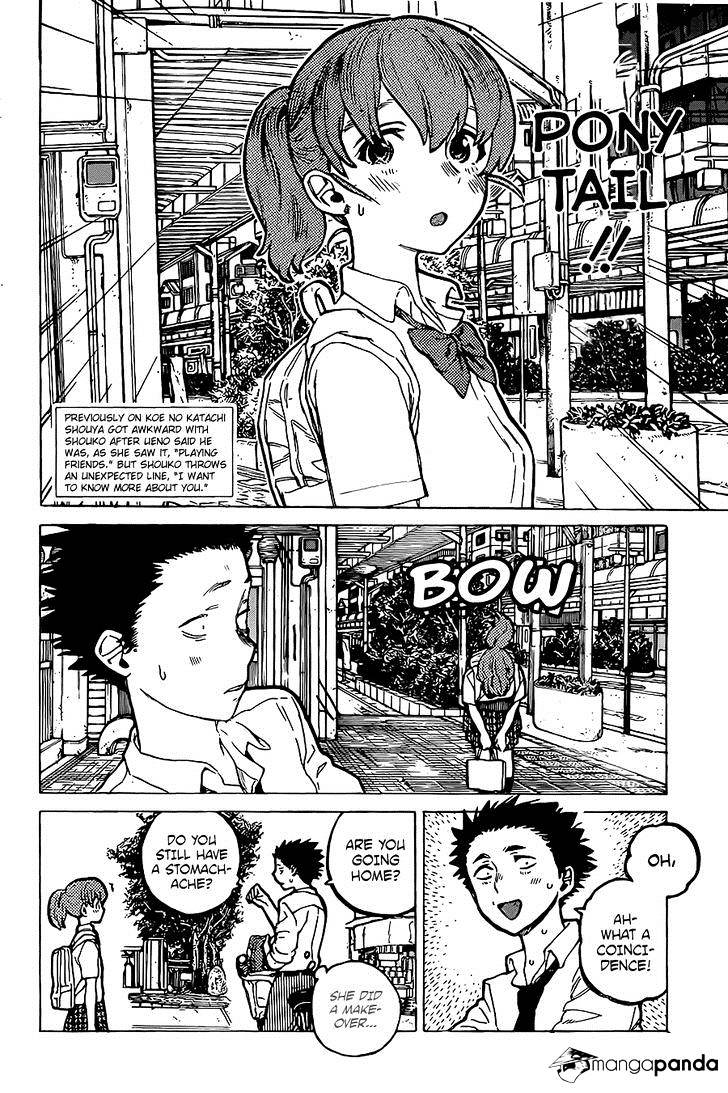 PONY
TAIL
!!
PREVIOUSLY ON KOE NO KATACHI
SHOUYA GOT AWKWARD WITH
SHOUKO AFTER UENO SAID HE
WAS, AS SHE SAW IT, "PLAYING
FRIENDS." BUT SHOUKO THROWS
AN UNEXPECTED LINE, "I WANT
TO KNOW MORE ABOUT YOU."
BOW
OH,
AH-
WHAT A
COINCI-
DENCE!
ARE YOU
GOING
HOME?
DO YOU
STILL HAVE
A STOMACH-
ACHE?
SHE DID
A MAKE-
OVER...
mangapanda